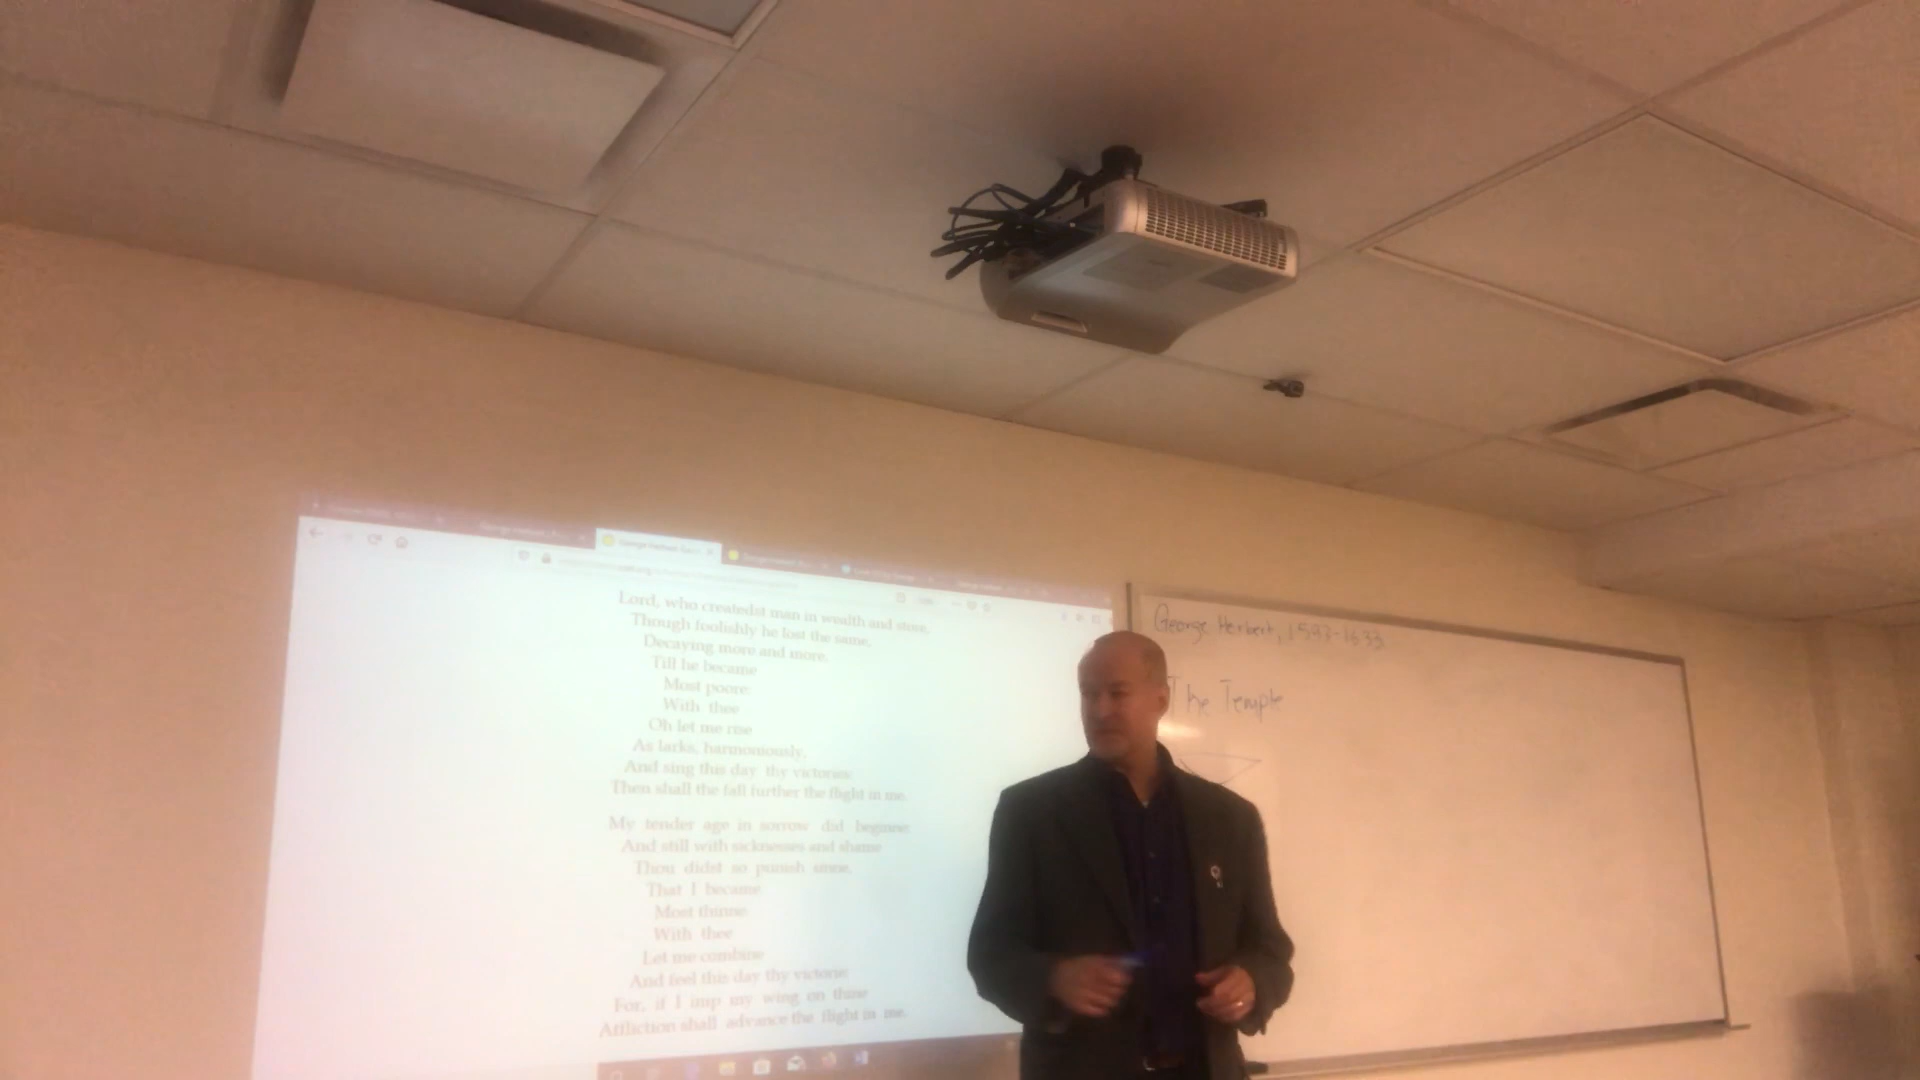 George Herbert
Lord, who createdst man in wealth and store,
Though foolishly he lost the same,
Decaying more and more,
Till he became
Most poore:
With thee
Oh let me rise
As larks, harmoniously,
And sing this day thy victories:
Then shall the fall further the flight in me.
My tender age in sorrow did beginne:
And still with sicknesses and shame
Thou didst so punish sinne,
That I became
Most thinne.
With thee
Let me combine
And feel this day thy victorie:
For, if I imp my wing on thine
Affliction shall advance the flight in me.
George Herbert, 1593-1633
The Temple